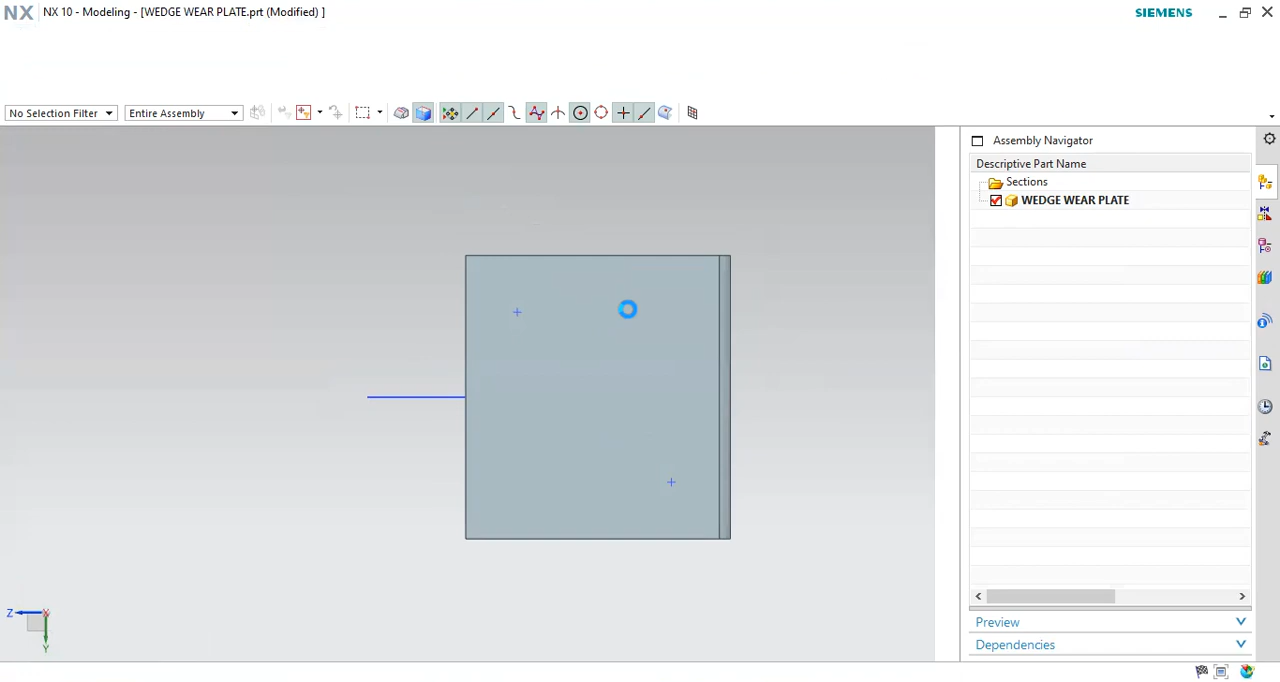 NX NX 10 - Modeling - [WEDGE WEAR PLATE.prt (Modified) ] SIEMENS
No Selection Filter Entire Assembly
Assembly Navigator
Descriptive Part Name
Sections
WEDGE WEAR PLATE
Z X
Y
Preview
Dependencies